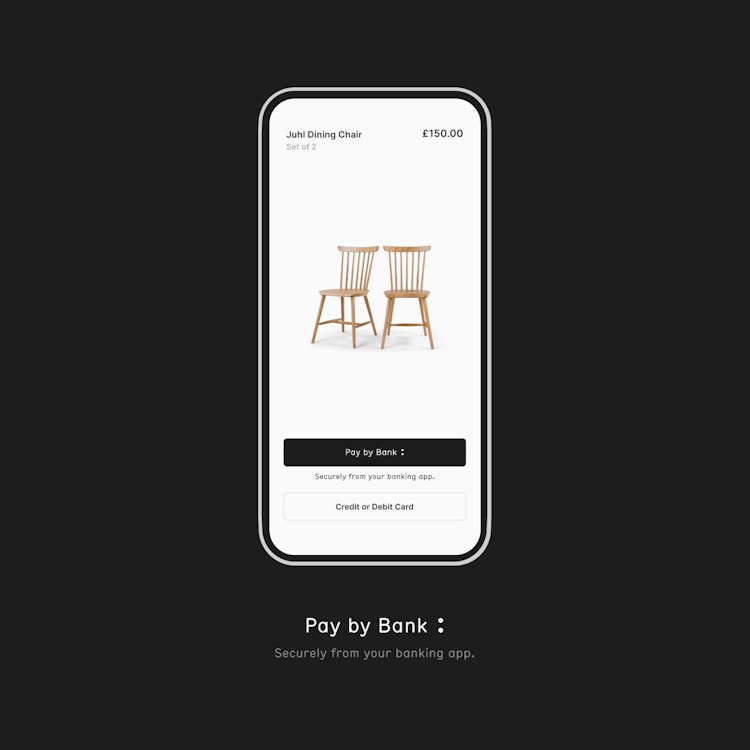 Juhl Dining Chair £150.00
Set of 2
Pay by Bank :
Securely from your banking app.
Credit or Debit Card
Pay by Bank :
Securely from your banking app.